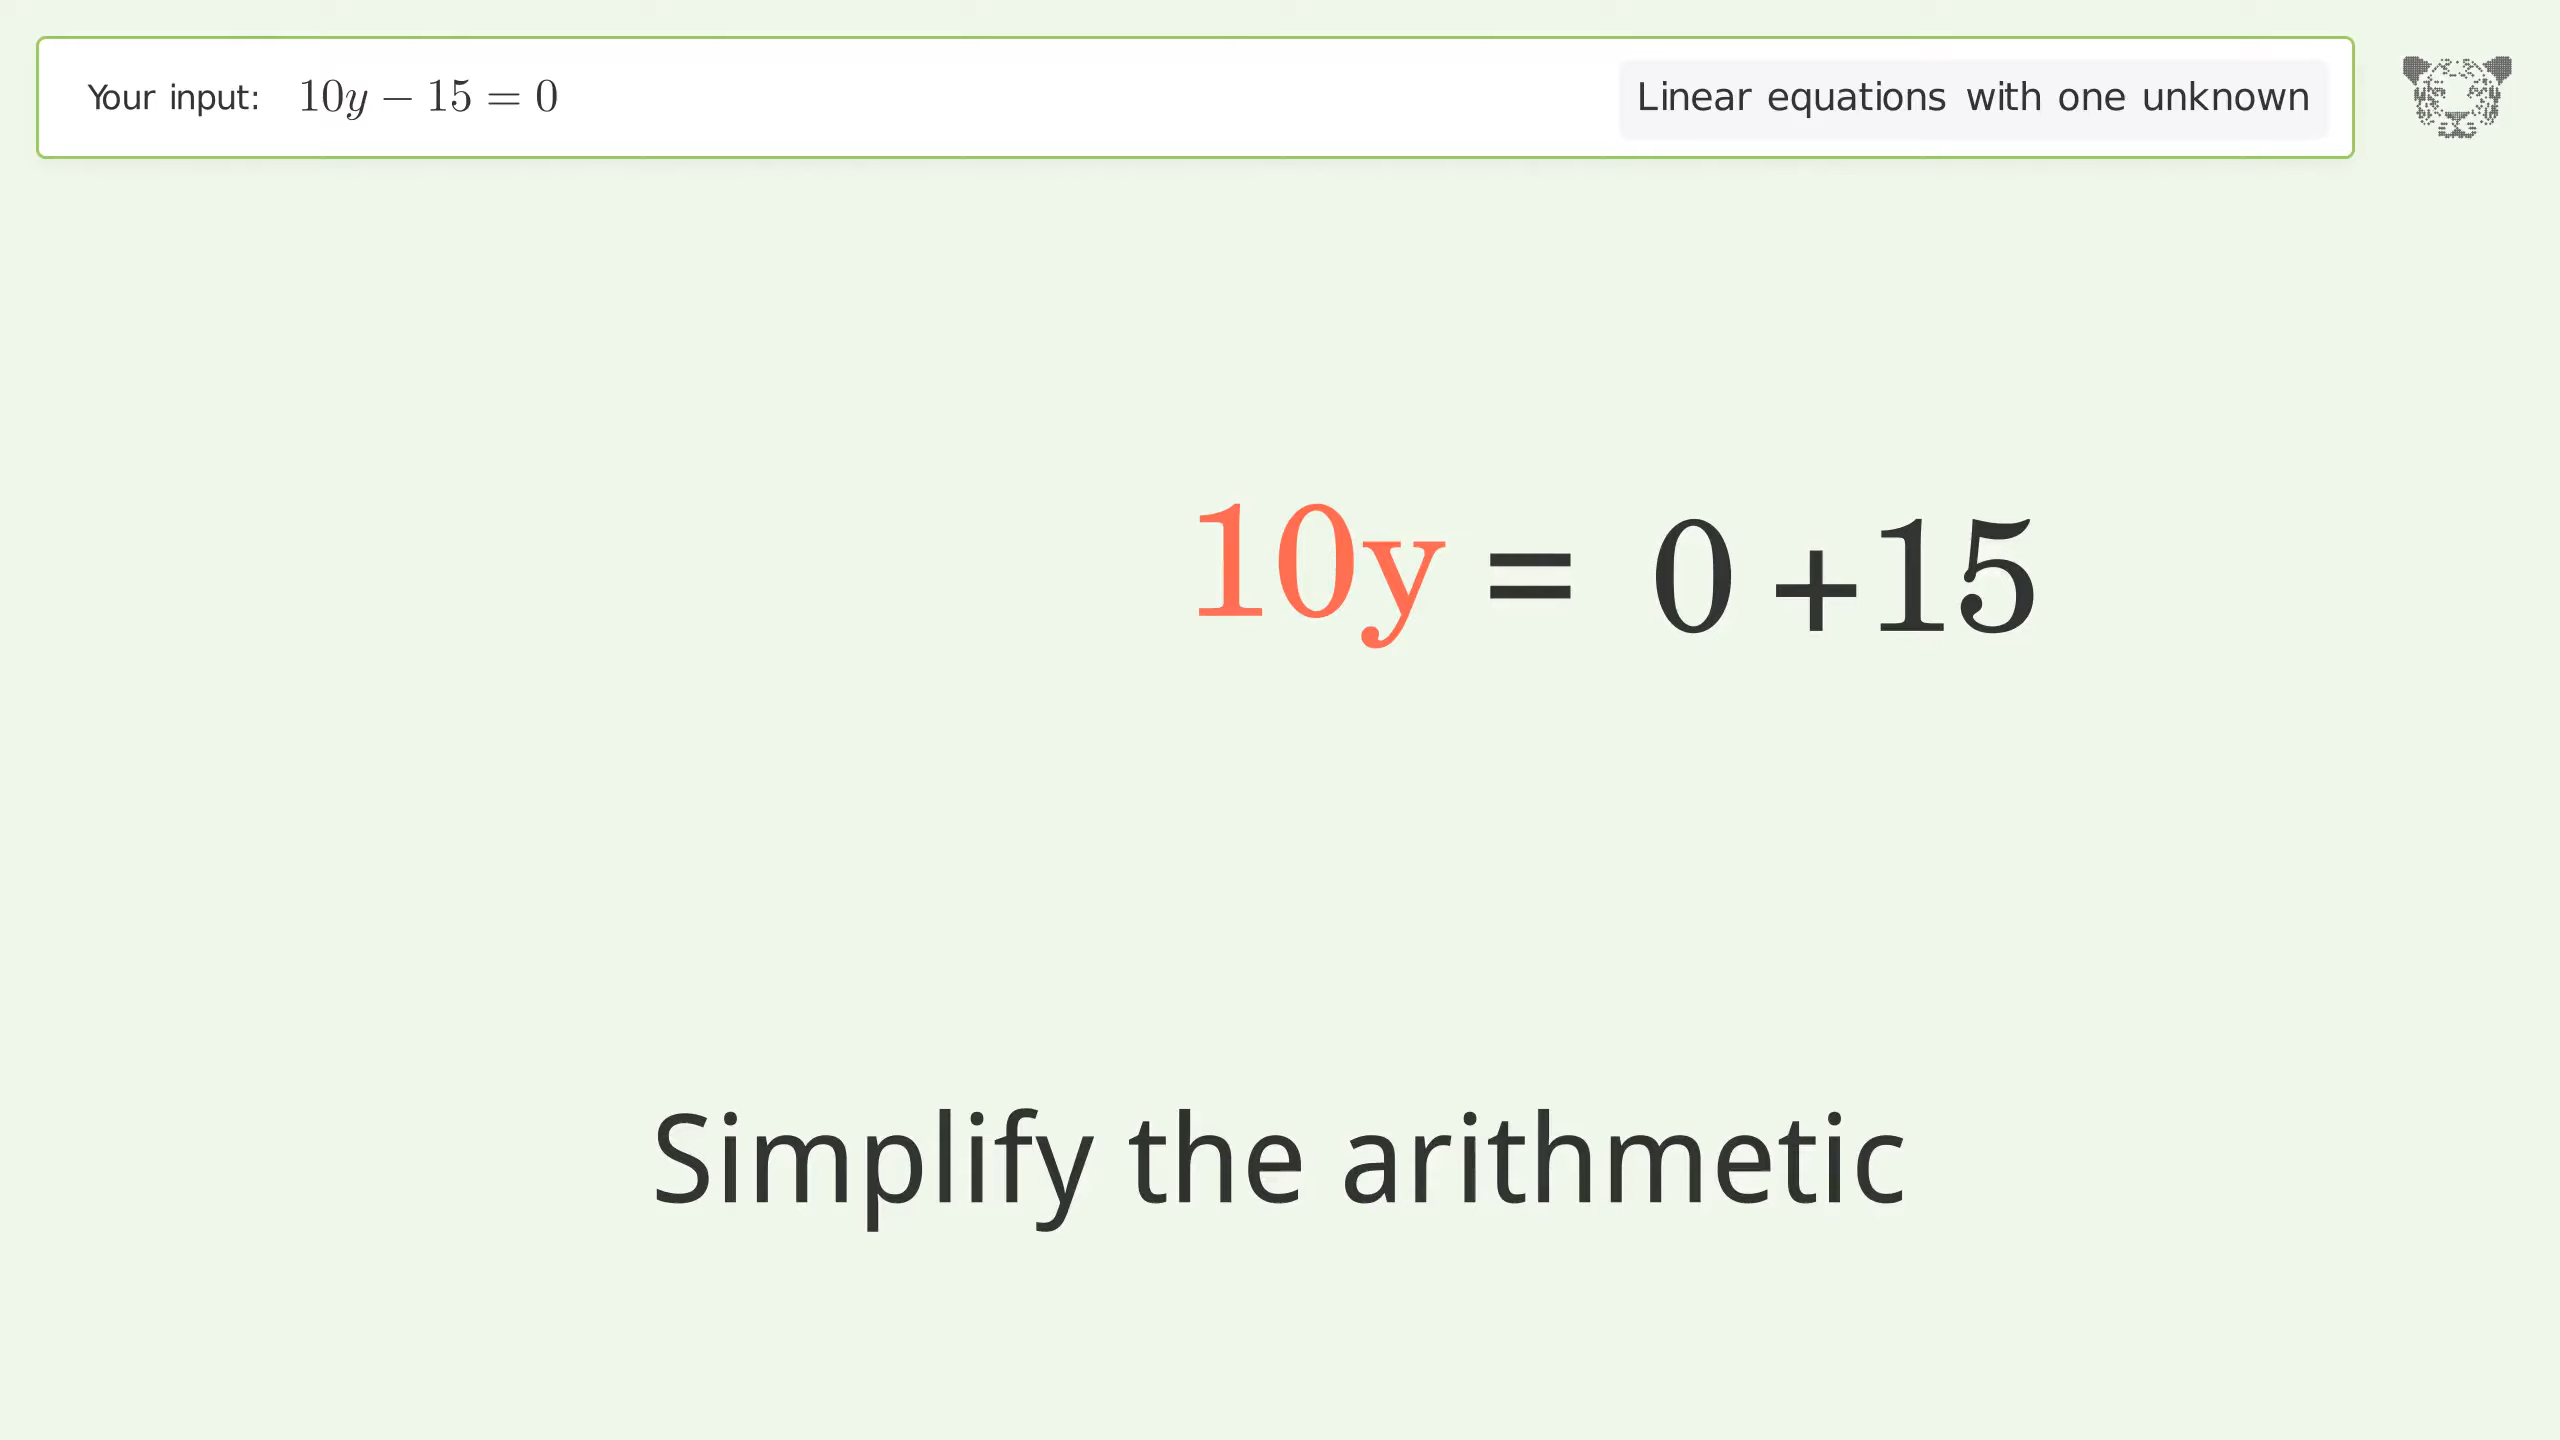 Your input: 10y − 15 = 0
Linear equations with one unknown
10y = 0 +15
Simplify the arithmetic